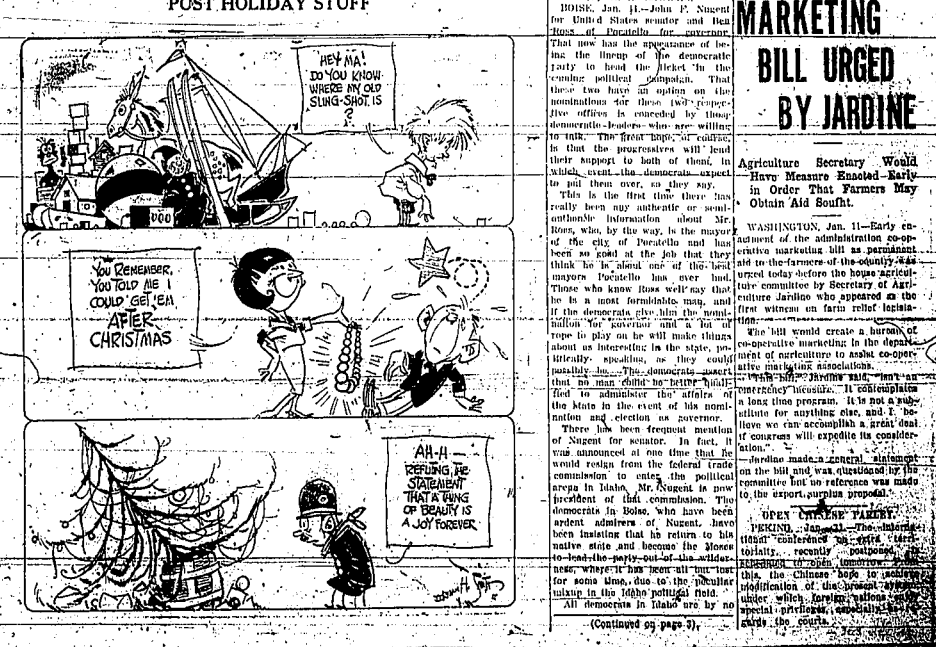 POST HOLIDAY STUFF
HEY MA!
DO YOU KNOW
WHERE MY OLD
SLING-SHOT IS
?
YOU REMEMBER,
YOU TOLD ME I
COULD GET 'EM
AFTER
CHRISTMAS
AH-H —
REFUTING THE
STATEMENT
THAT A THING
OF BEAUTY IS
A JOY FOREVER
BOISE, Jan. 11.—John F. Nugent
for United States senator and Ben
Ross of Pocatello for governor.
That now has the appearance of be-
ing the lineup of the democratic
party to head the ticket in the
coming political campaign. That
these two have an option on the
nominations for these two respec-
tive offices is conceded by those
democratic leaders who are willing
to talk. The great hope, of course,
is that the progressives will lend
their support to both of them, in
which event the democrats expect
to put them over, so they say.
This is the first time there has
really been any authentic or semi-
authentic information about Mr.
Ross, who, by the way, is the mayor
of the city of Pocatello and has
been so good at the job that they
think he is about one of the best
mayors Pocatello has ever had.
Those who know Ross well say that
he is a most formidable man, and
if the democrats give him the nomi-
nation for governor and a lot of
rope to play on he will make things
about as interesting in the state, po-
litically speaking, as they could
possibly be. The democrats assert
that no man could be better quali-
fied to administer the affairs of
the state in the event of his nomi-
nation and election as governor.
There has been frequent mention
of Nugent for senator. In fact, it
was announced at one time that he
would resign from the federal trade
commission to enter the political
arena in Idaho. Mr. Nugent is now
president of that commission. The
democrats in Boise, who have been
ardent admirers of Nugent, have
been insisting that he return to his
native state and become the Moses
to lead the party out of the wilder-
ness, where it has been all but lost
for some time, due to the peculiar
mixup in the Idaho political field.
All democrats in Idaho are by no
(Continued on page 3).
MARKETING
BILL URGED
BY JARDINE
Agriculture Secretary Would
Have Measure Enacted Early
in Order That Farmers May
Obtain Aid Sought.
WASHINGTON, Jan. 11—Early en-
actment of the administration co-op-
erative marketing bill as permanent
aid to the farmers of the country was
urged today before the house agricul-
ture committee by Secretary of Agri-
culture Jardine who appeared as the
first witness on farm relief legisla-
tion.
The bill would create a bureau of
co-operative marketing in the depart-
ment of agriculture to assist co-oper-
ative marketing associations.
"This bill," Jardine said, "isn't an
emergency measure. It contemplates
a long time program. It is not a sub-
stitute for anything else, and I be-
lieve we can accomplish a great deal
if congress will expedite its consider-
ation."
Jardine made a general statement
on the bill and was questioned by the
committee but no reference was made
to the export surplus proposal.
OPEN CHINESE PARLEY.
PEKING, Jan. 11.—The interna-
tional conference on extra terri-
toriality, recently postponed, is
scheduled to open tomorrow. From
this, the Chinese hope to achieve
modification of the present system
under which foreign nations enjoy
special privileges, especially as re-
gards the courts.